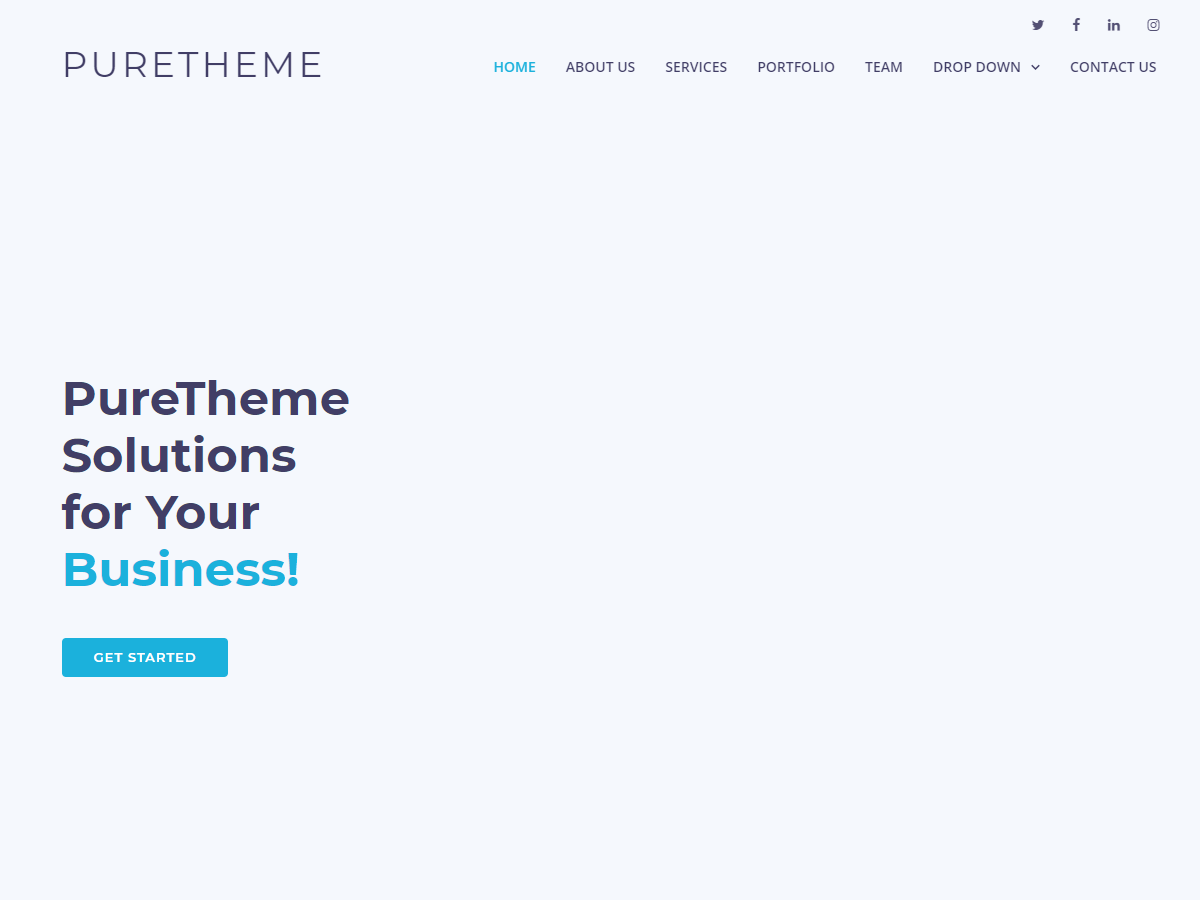 PURETHEME
HOME ABOUT US SERVICES PORTFOLIO TEAM DROP DOWN CONTACT US
PureTheme
Solutions
for Your
Business!
GET STARTED